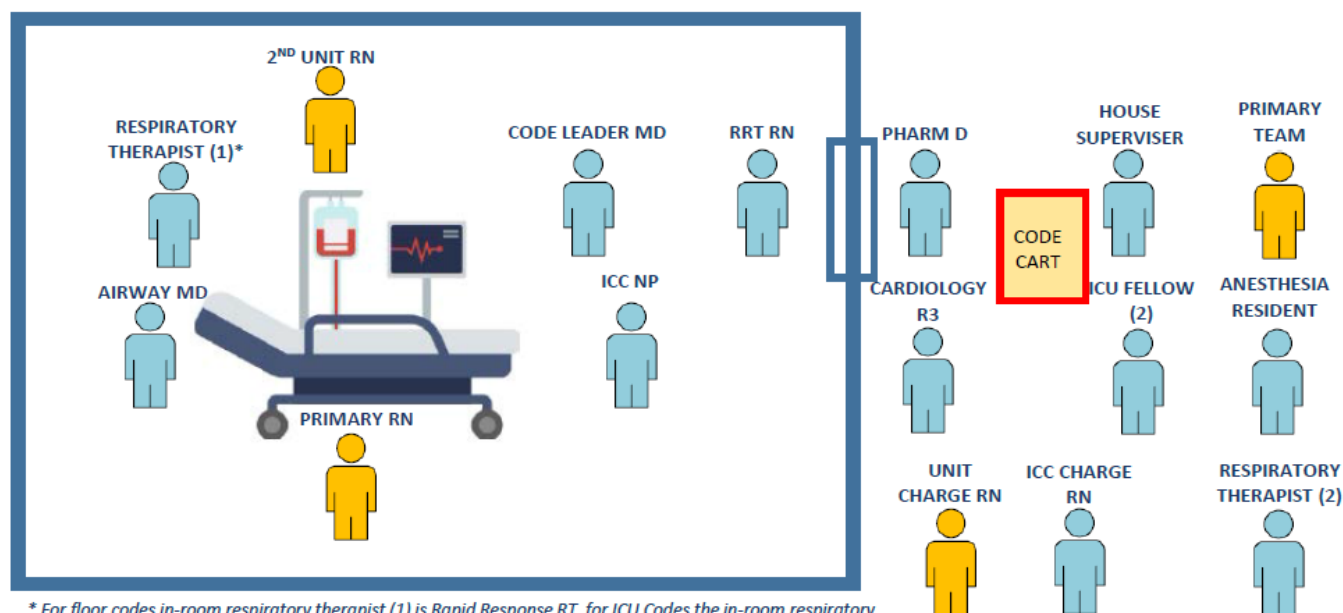 2ND UNIT RN
RESPIRATORY
THERAPIST (1)*
CODE LEADER MD
RRT RN
PHARM D
HOUSE
SUPERVISER
PRIMARY
TEAM
CODE
CART
AIRWAY MD
ICC NP
CARDIOLOGY
R3
ICU FELLOW
(2)
ANESTHESIA
RESIDENT
PRIMARY RN
UNIT
CHARGE RN
ICC CHARGE
RN
RESPIRATORY
THERAPIST (2)
* For floor codes in-room respiratory therapist (1) is Rapid Response RT, for ICU Codes the in-room respiratory